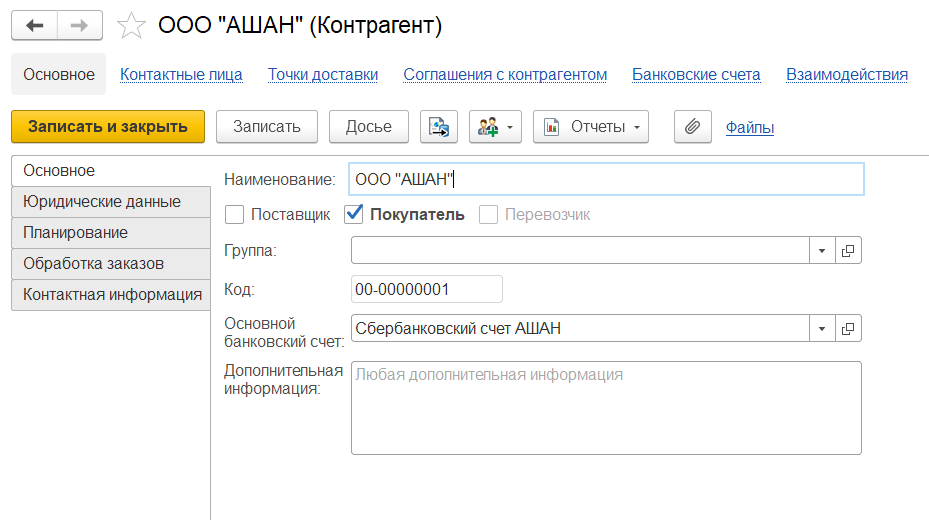 ООО "АШАН" (Контрагент)
Основное Контактные лица Точки доставки Соглашения с контрагентом Банковские счета Взаимодействия
Записать и закрыть Записать Досье Отчеты Файлы
Основное
Юридические данные
Планирование
Обработка заказов
Контактная информация
Наименование: ООО "АШАН"
Поставщик Покупатель Перевозчик
Группа:
Код: 00-00000001
Основной
банковский счет: Сбербанковский счет АШАН
Дополнительная
информация: Любая дополнительная информация